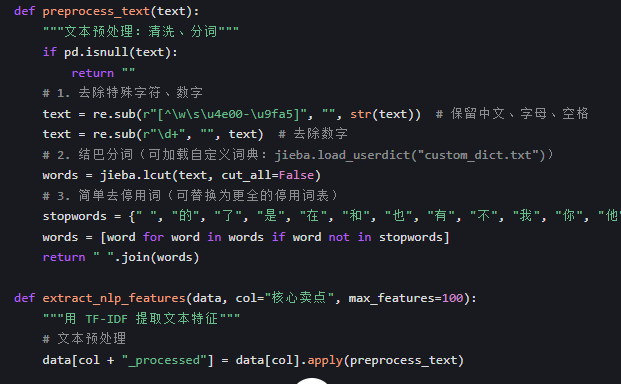 def preprocess_text(text):
    """文本预处理：清洗、分词"""
    if pd.isnull(text):
        return ""
    # 1. 去除特殊字符、数字
    text = re.sub(r"[^\w\s\u4e00-\u9fa5]", "", str(text))  # 保留中文、字母、空格
    text = re.sub(r"\d+", "", text)  # 去除数字
    # 2. 结巴分词（可加载自定义词典：jieba.load_userdict("custom_dict.txt")）
    words = jieba.lcut(text, cut_all=False)
    # 3. 简单去停用词（可替换为更全的停用词表）
    stopwords = {" ", "的", "了", "是", "在", "和", "也", "有", "不", "我", "你", "他"
    words = [word for word in words if word not in stopwords]
    return " ".join(words)
def extract_nlp_features(data, col="核心卖点", max_features=100):
    """用 TF-IDF 提取文本特征"""
    # 文本预处理
    data[col + "_processed"] = data[col].apply(preprocess_text)